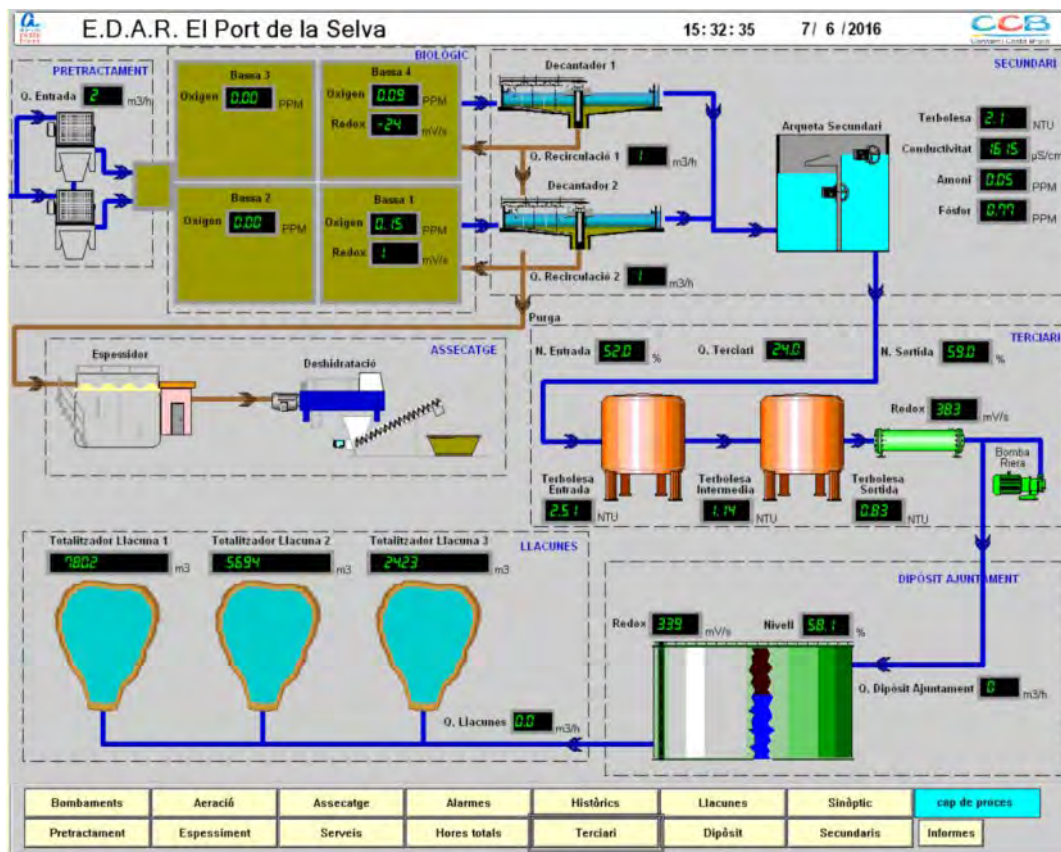 E.D.A.R. El Port de la Selva
15:32:35
7/ 6 /2016
CCB
PRETRACTAMENT
Q. Entrada 2 m3/h
BIOLÒGIC
Bassa 3
Oxigen 0.00 PPM
Bassa 4
Oxigen 0.09 PPM
Redox -24 mV/s
Bassa 2
Oxigen 0.00 PPM
Bassa 1
Oxigen 0.15 PPM
Redox 1 mV/s
SECUNDARI
Decantador 1
Q. Recirculació 1 1 m3/h
Decantador 2
Q. Recirculació 2 1 m3/h
Arqueta Secundari
Terbolesa 2.1 NTU
Conductivitat 1615 µS/cm
Amoni 0.05 PPM
Fòsfor 0.77 PPM
Purga
ASSECATGE
Espessidor
Deshidratació
TERCIARI
N. Entrada 52.0 %
Q. Terciari 24.0
N. Sortida 59.0 %
Redox 383 mV/s
Bomba
Riera
Terbolesa
Entrada
2.51 NTU
Terbolesa
Intermedia
1.14 NTU
Terbolesa
Sortida
0.83 NTU
LLACUNES
Totalitzador Llacuna 1
7802 m3
Totalitzador Llacuna 2
5694 m3
Totalitzador Llacuna 3
2423 m3
Q. Llacunes 0.0 m3/h
DIPÒSIT AJUNTAMENT
Redox 339 mV/s
Nivell 58.1 %
Q. Dipòsit Ajuntament 0 m3/h
Bombaments
Aeració
Assecatge
Alarmes
Històrics
Llacunes
Sinòptic
cap de proces
Pretractament
Espessiment
Serveis
Hores totals
Terciari
Dipòsit
Secundaris
Informes